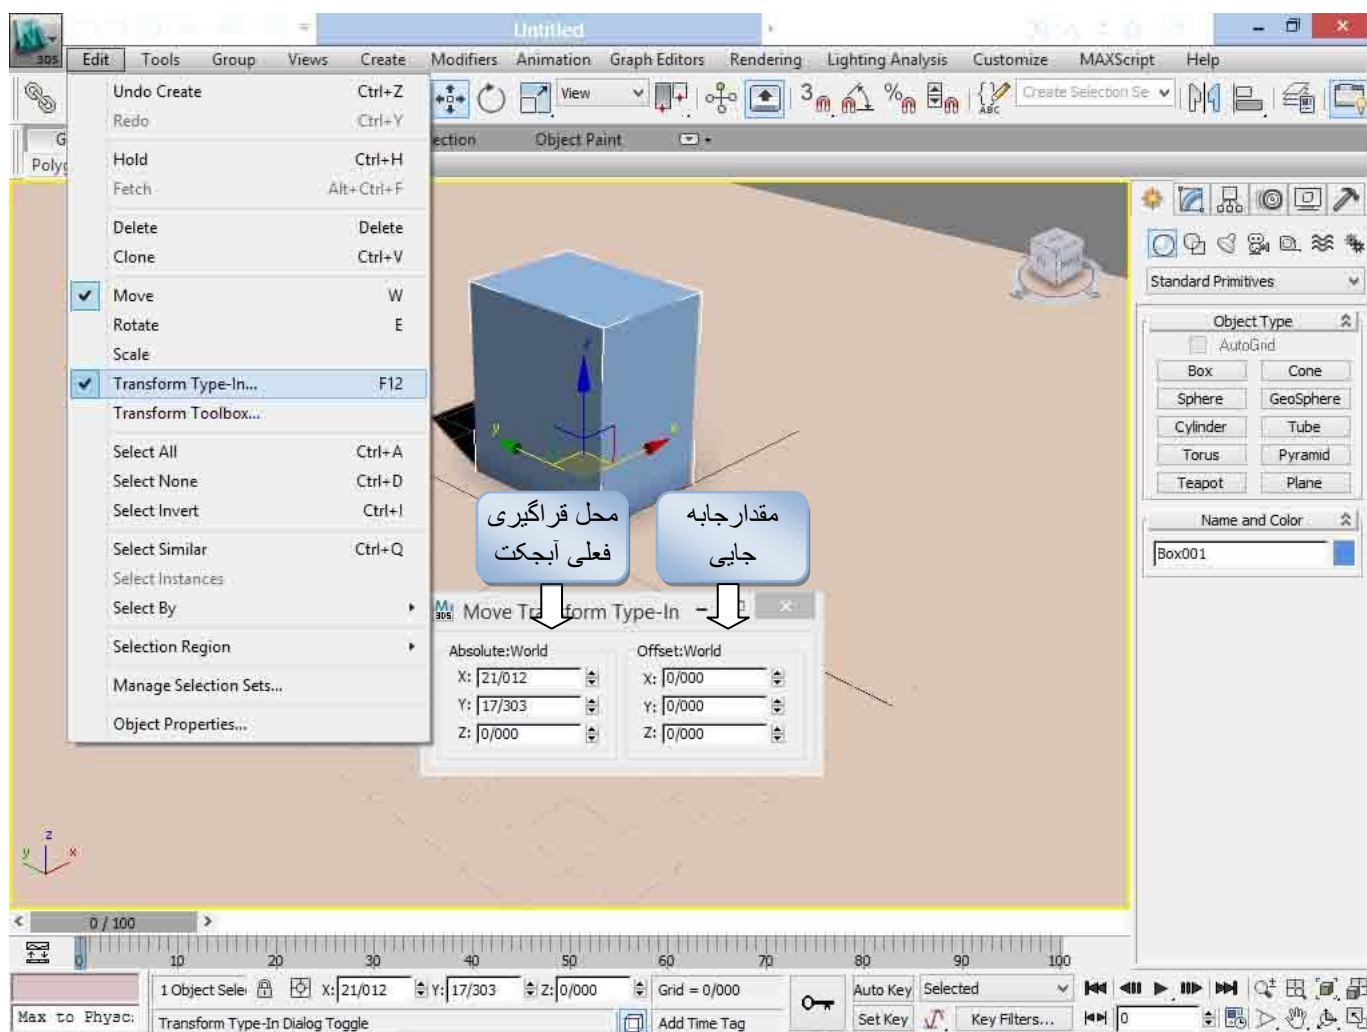 Untitled
3DS
Edit Tools Group Views Create Modifiers Animation Graph Editors Rendering Lighting Analysis Customize MAXScript Help
Undo Create Ctrl+Z
Redo Ctrl+Y
Hold Ctrl+H
Fetch Alt+Ctrl+F
Delete Delete
Clone Ctrl+V
Move W
Rotate E
Scale
Transform Type-In... F12
Transform Toolbox...
Select All Ctrl+A
Select None Ctrl+D
Select Invert Ctrl+I
Select Similar Ctrl+Q
Select Instances
Select By
Selection Region
Manage Selection Sets...
Object Properties...
View
3
%
ABC
Create Selection Se
G
ection Object Paint
Poly
z
y
x
محل قراگیری
فعلی آبجکت
مقدارجابه
جایی
Move Transform Type-In
Absolute:World
X: 21/012
Y: 17/303
Z: 0/000
Offset:World
X: 0/000
Y: 0/000
Z: 0/000
Standard Primitives
Object Type
AutoGrid
Box Cone
Sphere GeoSphere
Cylinder Tube
Torus Pyramid
Teapot Plane
Name and Color
Box001
z
y
x
0 / 100
0 10 20 30 40 50 60 70 80 90 100
1 Object Sele X: 21/012 Y: 17/303 Z: 0/000 Grid = 0/000 Auto Key Selected
Max to Physc: Transform Type-In Dialog Toggle Add Time Tag Set Key Key Filters... 0